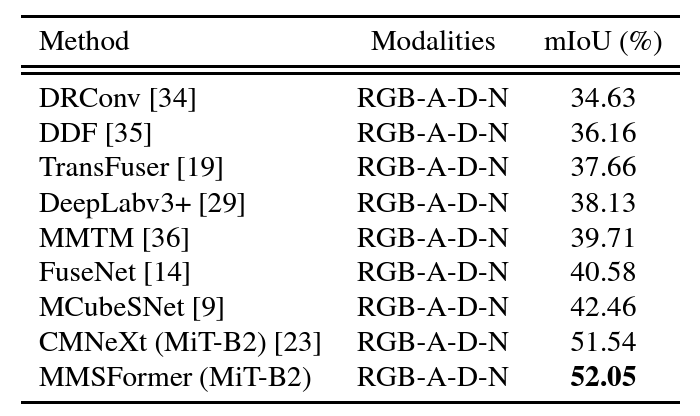 Method Modalities mIoU (%)
DRConv [34] RGB-A-D-N 34.63
DDF [35] RGB-A-D-N 36.16
TransFuser [19] RGB-A-D-N 37.66
DeepLabv3+ [29] RGB-A-D-N 38.13
MMTM [36] RGB-A-D-N 39.71
FuseNet [14] RGB-A-D-N 40.58
MCubeSNet [9] RGB-A-D-N 42.46
CMNeXt (MiT-B2) [23] RGB-A-D-N 51.54
MMSFormer (MiT-B2) RGB-A-D-N 52.05